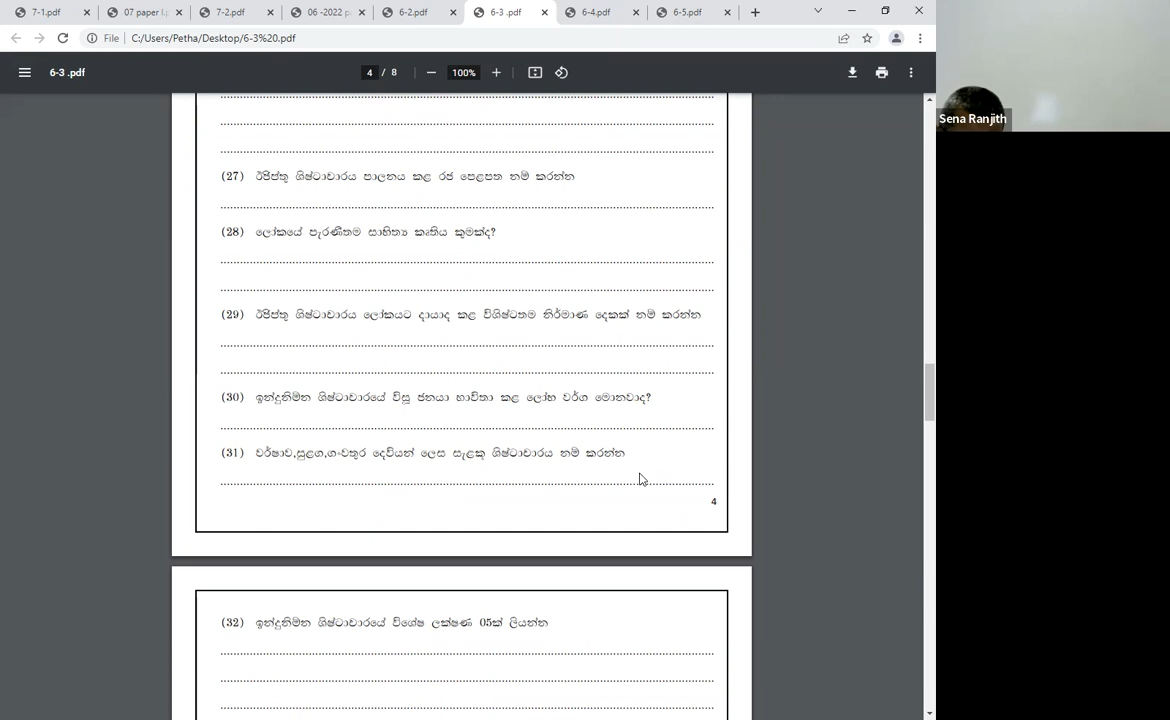 7-1.pdf
07 paper I.p
7-2.pdf
06 -2022 p
6-2.pdf
6-3 .pdf
6-4.pdf
6-5.pdf
File
C:/Users/Petha/Desktop/6-3%20.pdf
6-3 .pdf
4 / 8
100%
Sena Ranjith
(27) ඊජිප්තු ශිෂ්ටාචාරය පාලනය කළ රජ පෙළපත නම් කරන්න
(28) ලෝකයේ පැරණිතම සාහිත්‍ය කෘතිය කුමක්ද?
(29) ඊජිප්තු ශිෂ්ටාචාරය ලෝකයට දායාද කළ විශිෂ්ටතම නිර්මාණ දෙකක් නම් කරන්න
(30) ඉන්දුනිම්න ශිෂ්ටාචාරයේ විසූ ජනයා භාවිතා කළ ලෝහ වර්ග මොනවාද?
(31) වර්ෂාව,සුළග,ගංවතුර දෙවියන් ලෙස සැළකූ ශිෂ්ටාචාරය නම් කරන්න
4
(32) ඉන්දුනිම්න ශිෂ්ටාචාරයේ විශේෂ ලක්ෂණ 05ක් ලියන්න